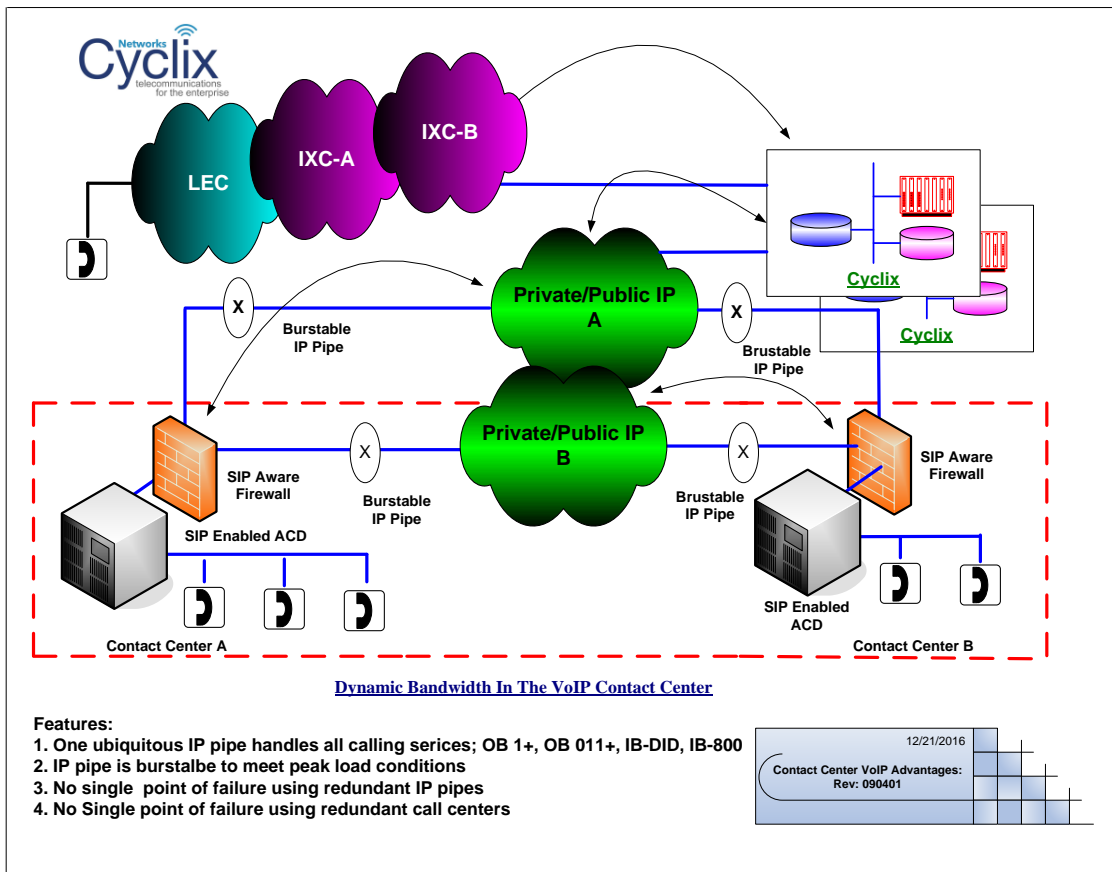 Networks
Cyclix
telecommunications
for the enterprise
LEC
IXC-A
IXC-B
Cyclix
Cyclix
Private/Public IP
A
X
Burstable
IP Pipe
X
Brustable
IP Pipe
Private/Public IP
B
SIP Aware
Firewall
X
Burstable
IP Pipe
X
Brustable
IP Pipe
SIP Aware
Firewall
SIP Enabled ACD
SIP Enabled
ACD
Contact Center A
Contact Center B
Dynamic Bandwidth In The VoIP Contact Center
Features:
1. One ubiquitous IP pipe handles all calling serices; OB 1+, OB 011+, IB-DID, IB-800
2. IP pipe is burstalbe to meet peak load conditions
3. No single  point of failure using redundant IP pipes
4. No Single point of failure using redundant call centers
12/21/2016
Contact Center VoIP Advantages:
Rev: 090401